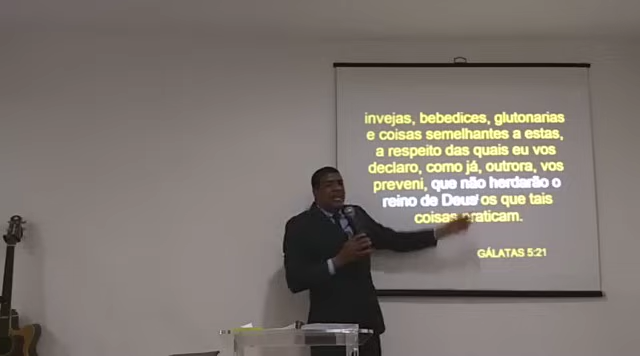 invejas, bebedices, glutonarias
e coisas semelhantes a estas,
a respeito das quais eu vos
declaro, como já, outrora, vos
preveni, que não herdarão o
reino de Deus os que tais
coisas praticam.
GÁLATAS 5:21